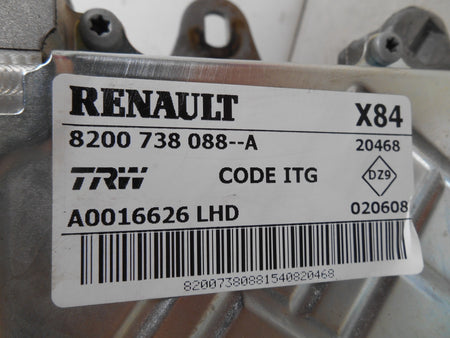 RENAULT X84
8200 738 088--A 20468
TRW CODE ITG DZ9
A0016626 LHD 020608
82007380881540820468